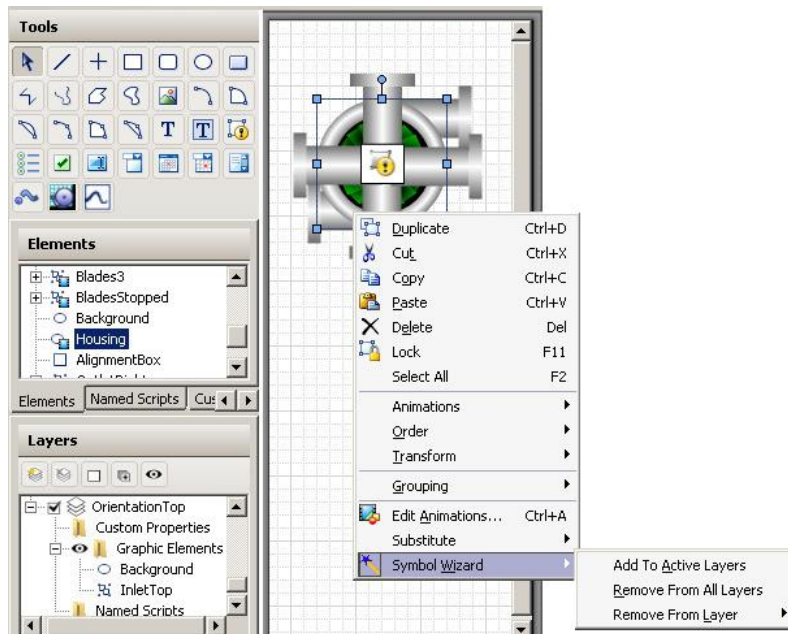 Tools
T T
Elements
Blades3
BladesStopped
Background
Housing
AlignmentBox
Elements Named Scripts Cus
Layers
OrientationTop
Custom Properties
Graphic Elements
Background
InletTop
Named Scripts
Duplicate Ctrl+D
Cut Ctrl+X
Copy Ctrl+C
Paste Ctrl+V
Delete Del
Lock F11
Select All F2
Animations
Order
Transform
Grouping
Edit Animations... Ctrl+A
Substitute
Symbol Wizard
Add To Active Layers
Remove From All Layers
Remove From Layer